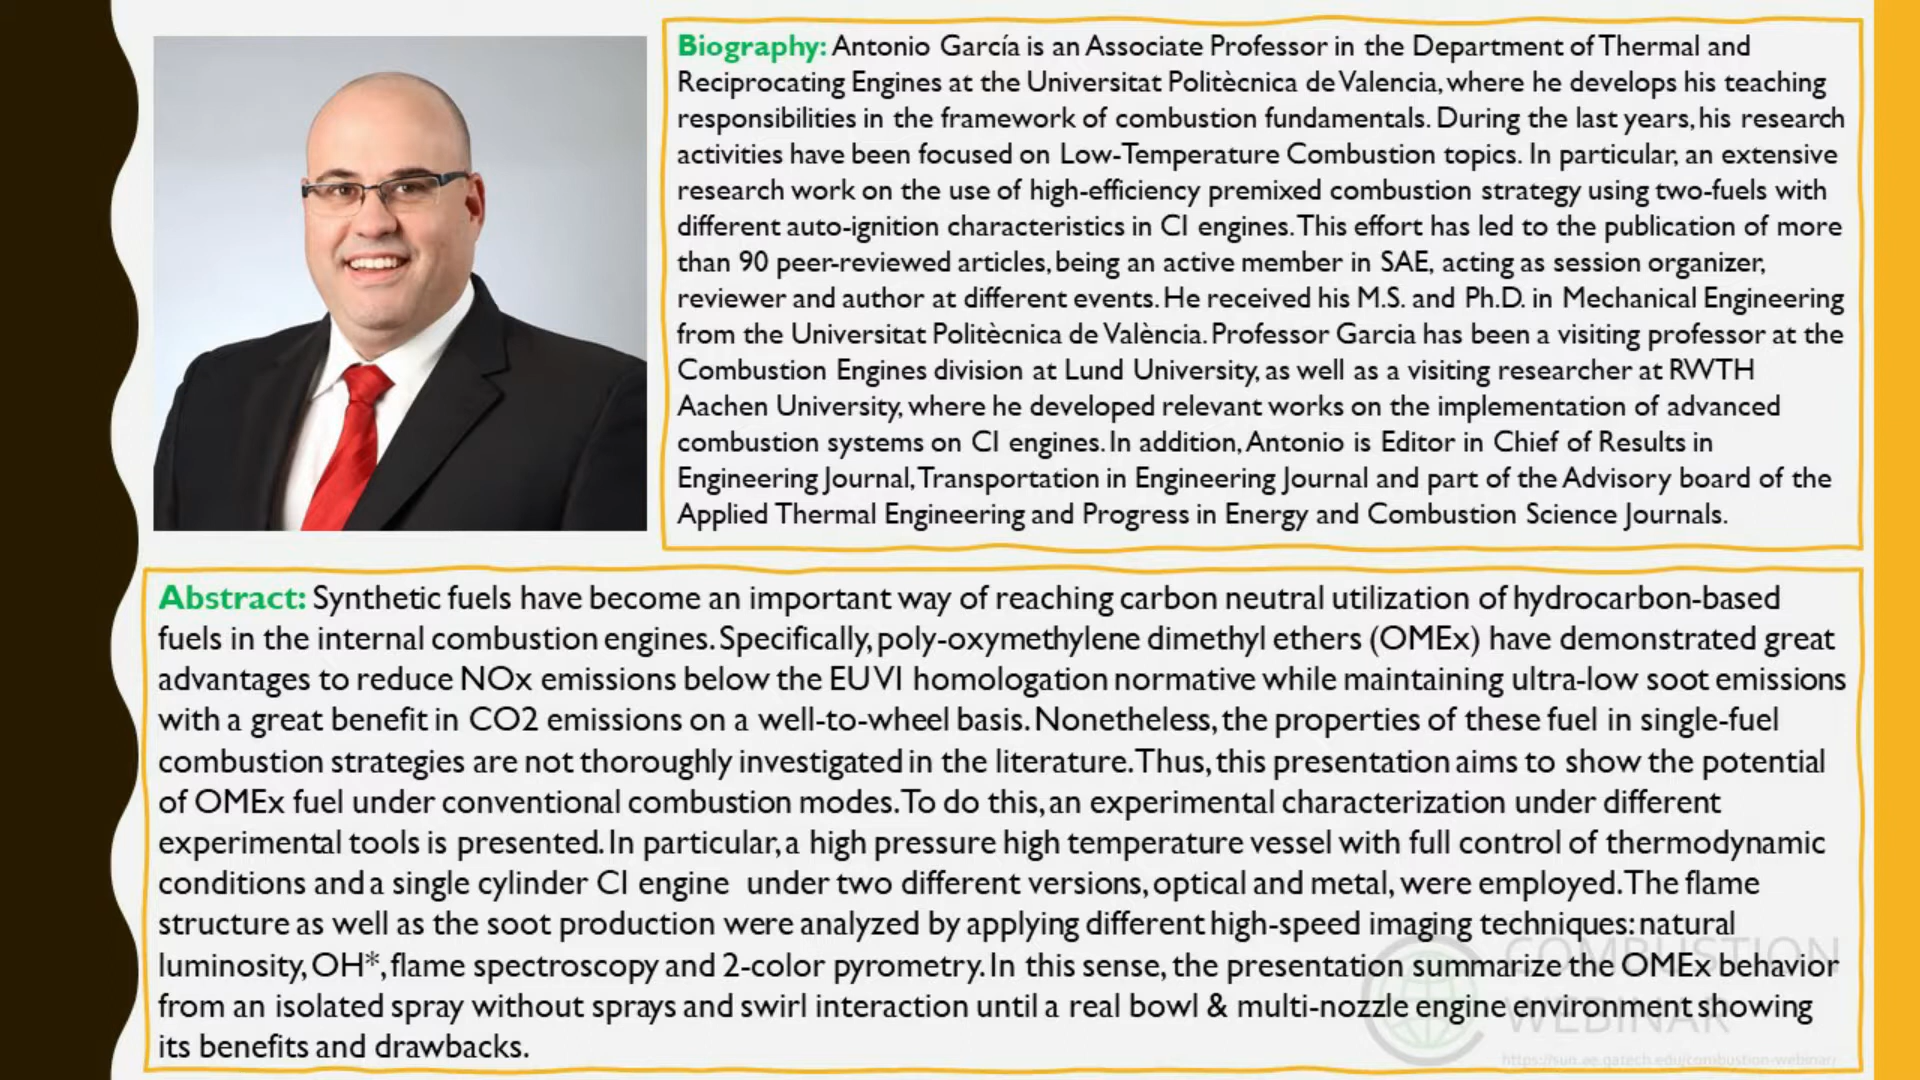 Biography: Antonio García is an Associate Professor in the Department of Thermal and
Reciprocating Engines at the Universitat Politècnica de Valencia, where he develops his teaching
responsibilities in the framework of combustion fundamentals. During the last years, his research
activities have been focused on Low-Temperature Combustion topics. In particular, an extensive
research work on the use of high-efficiency premixed combustion strategy using two-fuels with
different auto-ignition characteristics in CI engines. This effort has led to the publication of more
than 90 peer-reviewed articles, being an active member in SAE, acting as session organizer,
reviewer and author at different events. He received his M.S. and Ph.D. in Mechanical Engineering
from the Universitat Politècnica de València. Professor Garcia has been a visiting professor at the
Combustion Engines division at Lund University, as well as a visiting researcher at RWTH
Aachen University, where he developed relevant works on the implementation of advanced
combustion systems on CI engines. In addition, Antonio is Editor in Chief of Results in
Engineering Journal, Transportation in Engineering Journal and part of the Advisory board of the
Applied Thermal Engineering and Progress in Energy and Combustion Science Journals.
Abstract: Synthetic fuels have become an important way of reaching carbon neutral utilization of hydrocarbon-based
fuels in the internal combustion engines. Specifically, poly-oxymethylene dimethyl ethers (OMEx) have demonstrated great
advantages to reduce NOx emissions below the EU VI homologation normative while maintaining ultra-low soot emissions
with a great benefit in CO2 emissions on a well-to-wheel basis. Nonetheless, the properties of these fuel in single-fuel
combustion strategies are not thoroughly investigated in the literature. Thus, this presentation aims to show the potential
of OMEx fuel under conventional combustion modes. To do this, an experimental characterization under different
experimental tools is presented. In particular, a high pressure high temperature vessel with full control of thermodynamic
conditions and a single cylinder CI engine under two different versions, optical and metal, were employed. The flame
structure as well as the soot production were analyzed by applying different high-speed imaging techniques: natural
luminosity, OH*, flame spectroscopy and 2-color pyrometry. In this sense, the presentation summarize the OMEx behavior
from an isolated spray without sprays and swirl interaction until a real bowl & multi-nozzle engine environment showing
its benefits and drawbacks.
COMBUSTION
WEBINAR
https://sun.ae.gatech.edu/combustion-webinar/